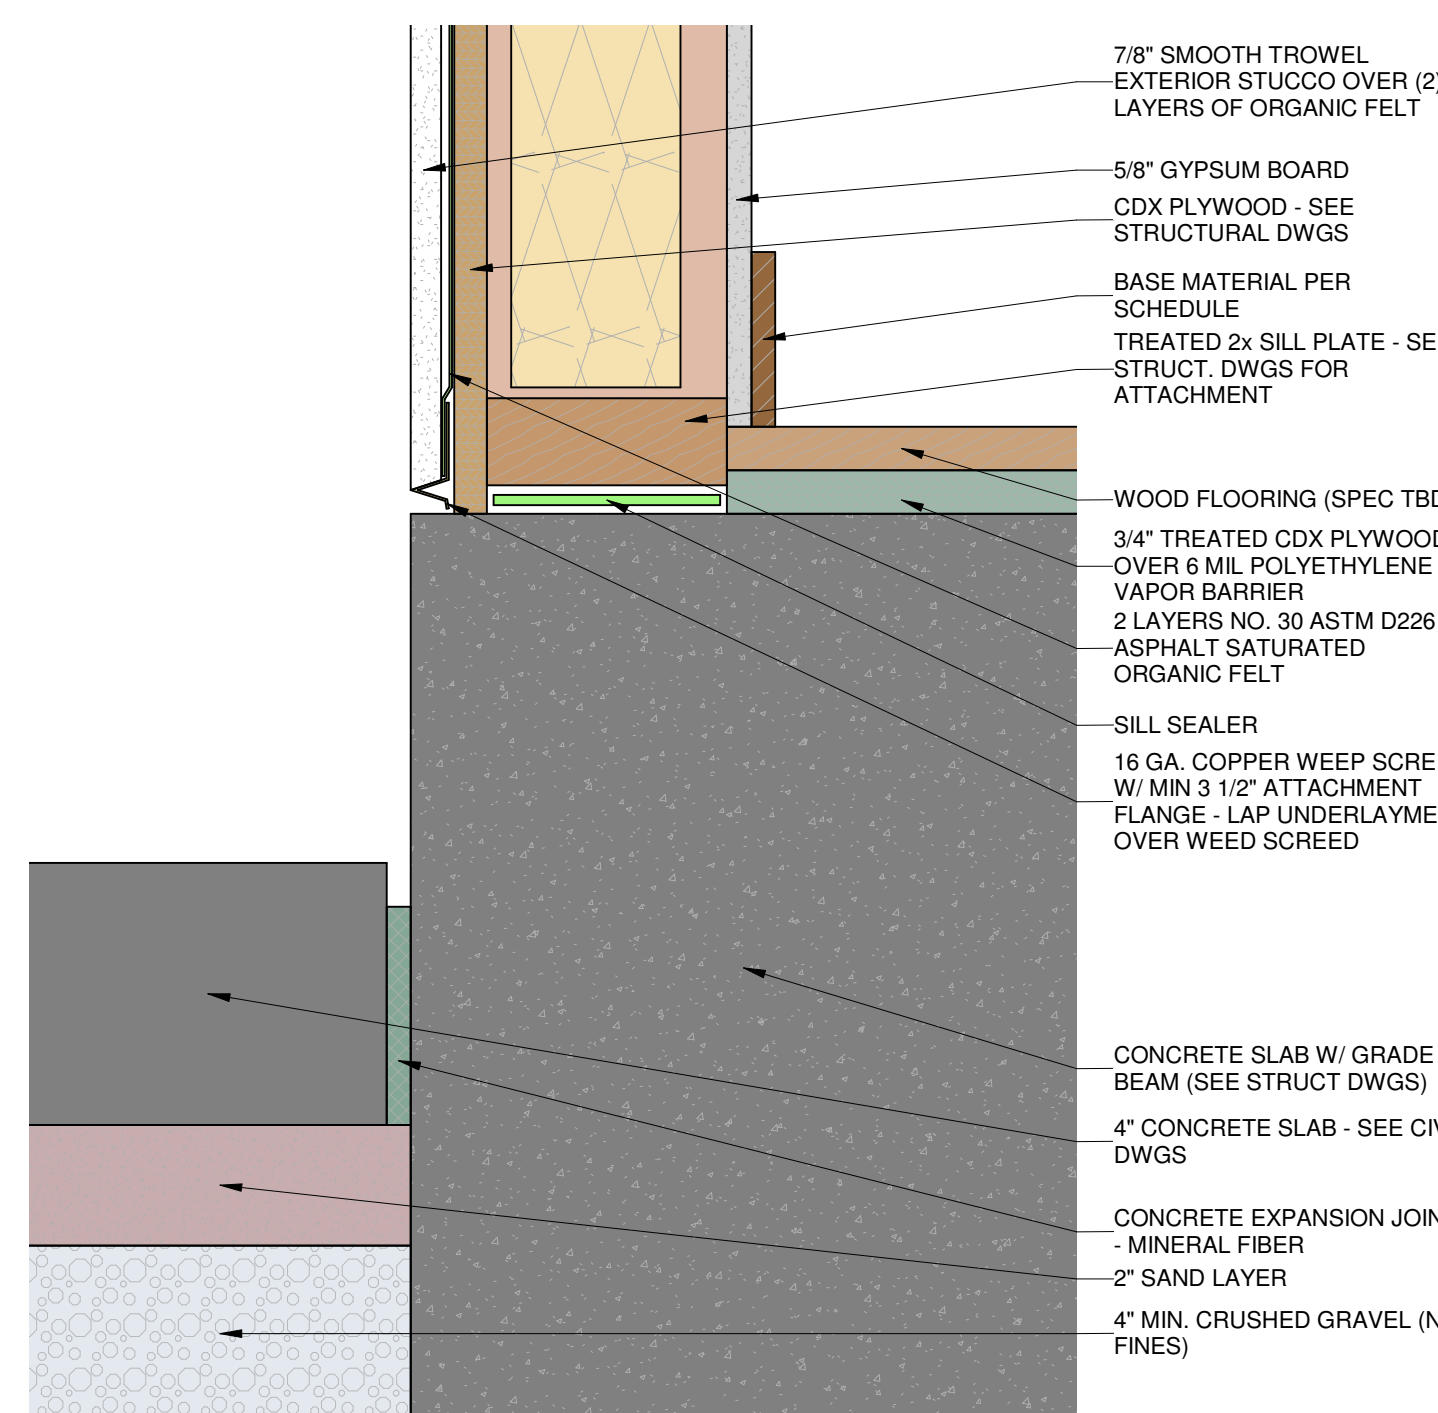 7/8" SMOOTH TROWEL
EXTERIOR STUCCO OVER (2)
LAYERS OF ORGANIC FELT
5/8" GYPSUM BOARD
CDX PLYWOOD - SEE
STRUCTURAL DWGS
BASE MATERIAL PER
SCHEDULE
TREATED 2x SILL PLATE - SE
STRUCT. DWGS FOR
ATTACHMENT
WOOD FLOORING (SPEC TBD
3/4" TREATED CDX PLYWOOD
OVER 6 MIL POLYETHYLENE
VAPOR BARRIER
2 LAYERS NO. 30 ASTM D226
ASPHALT SATURATED
ORGANIC FELT
SILL SEALER
16 GA. COPPER WEEP SCRE
W/ MIN 3 1/2" ATTACHMENT
FLANGE - LAP UNDERLAYME
OVER WEED SCREED
CONCRETE SLAB W/ GRADE
BEAM (SEE STRUCT DWGS)
4" CONCRETE SLAB - SEE CIV
DWGS
CONCRETE EXPANSION JOIN
- MINERAL FIBER
2" SAND LAYER
4" MIN. CRUSHED GRAVEL (N
FINES)